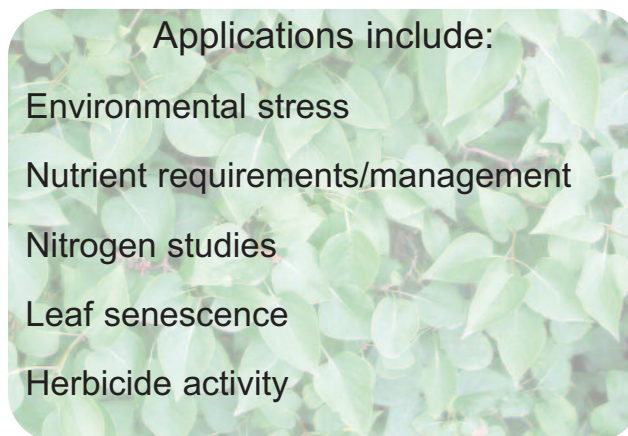 Applications include:
Environmental stress
Nutrient requirements/management
Nitrogen studies
Leaf senescence
Herbicide activity